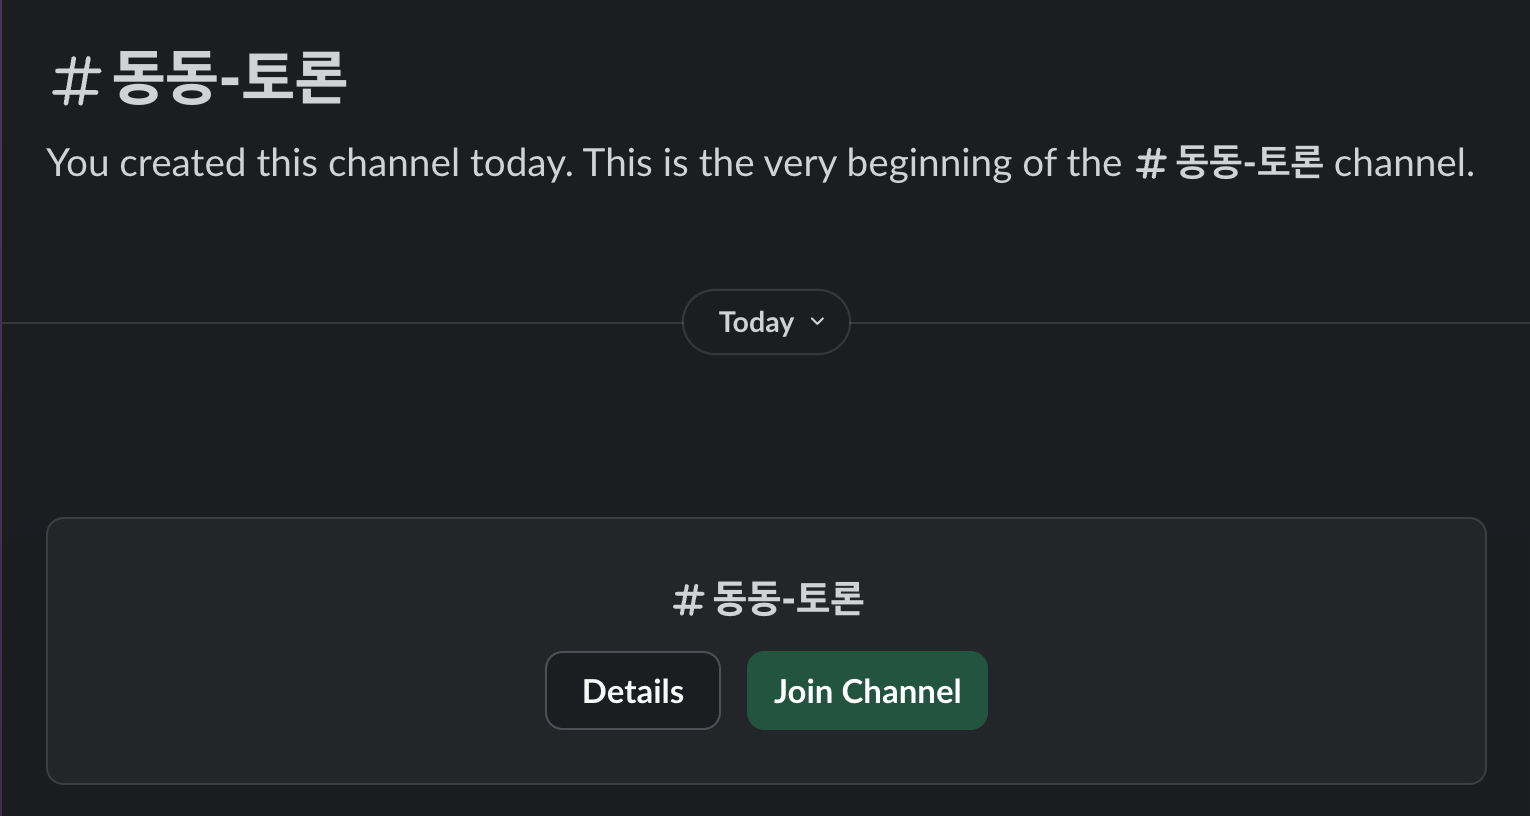 # 동동-토론
You created this channel today. This is the very beginning of the # 동동-토론 channel.
Today
# 동동-토론
Details Join Channel